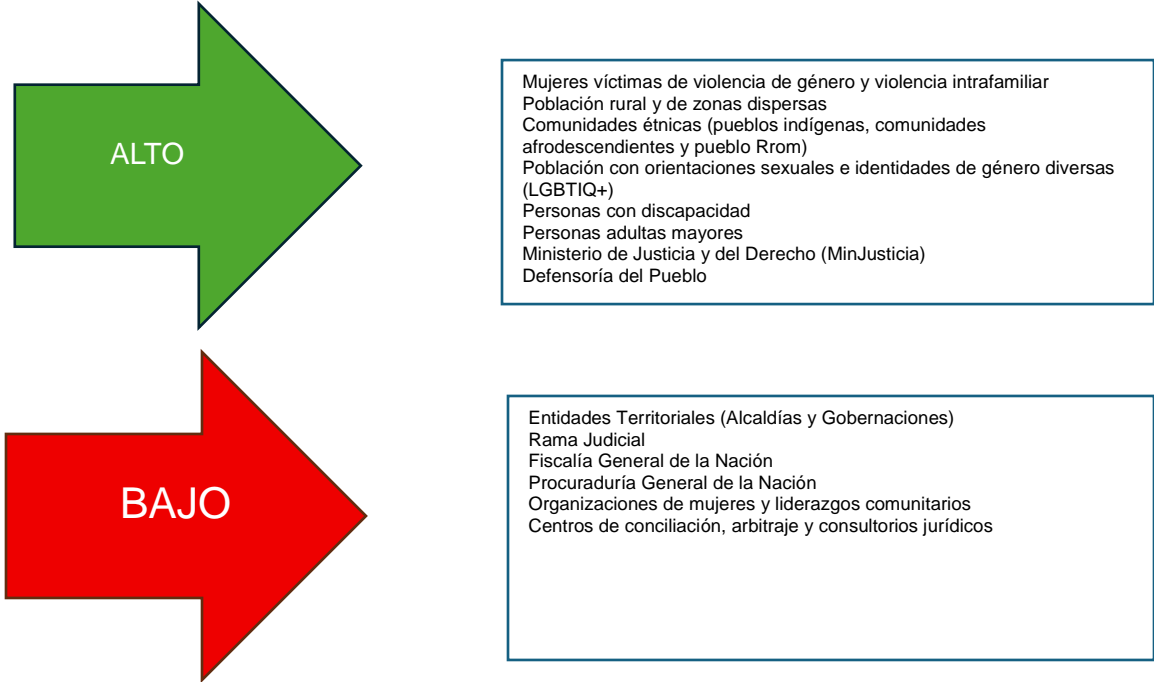 ALTO
Mujeres víctimas de violencia de género y violencia intrafamiliar
Población rural y de zonas dispersas
Comunidades étnicas (pueblos indígenas, comunidades
afrodescendientes y pueblo Rrom)
Población con orientaciones sexuales e identidades de género diversas
(LGBTIQ+)
Personas con discapacidad
Personas adultas mayores
Ministerio de Justicia y del Derecho (MinJusticia)
Defensoría del Pueblo
BAJO
Entidades Territoriales (Alcaldías y Gobernaciones)
Rama Judicial
Fiscalía General de la Nación
Procuraduría General de la Nación
Organizaciones de mujeres y liderazgos comunitarios
Centros de conciliación, arbitraje y consultorios jurídicos